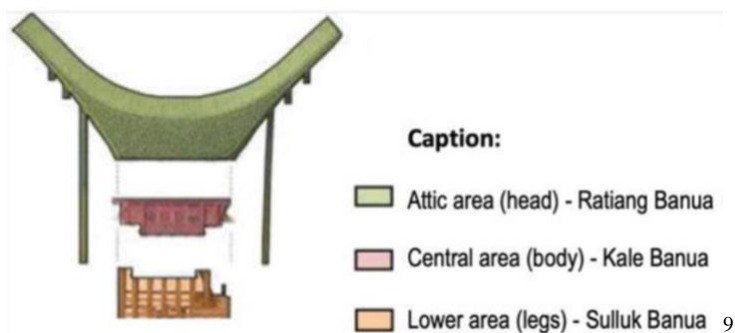 Caption:
Attic area (head) - Ratiang Banua
Central area (body) - Kale Banua
Lower area (legs) - Sulluk Banua 9